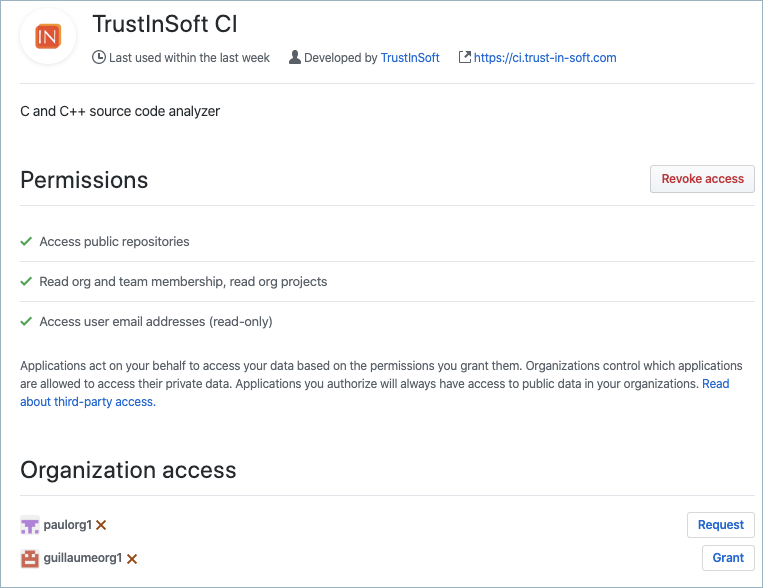 IN
TrustInSoft CI
Last used within the last week Developed by TrustInSoft https://ci.trust-in-soft.com
C and C++ source code analyzer
Permissions
Revoke access
Access public repositories
Read org and team membership, read org projects
Access user email addresses (read-only)
Applications act on your behalf to access your data based on the permissions you grant them. Organizations control which applications
are allowed to access their private data. Applications you authorize will always have access to public data in your organizations. Read
about third-party access.
Organization access
paulorg1
Request
guillaumeorg1
Grant